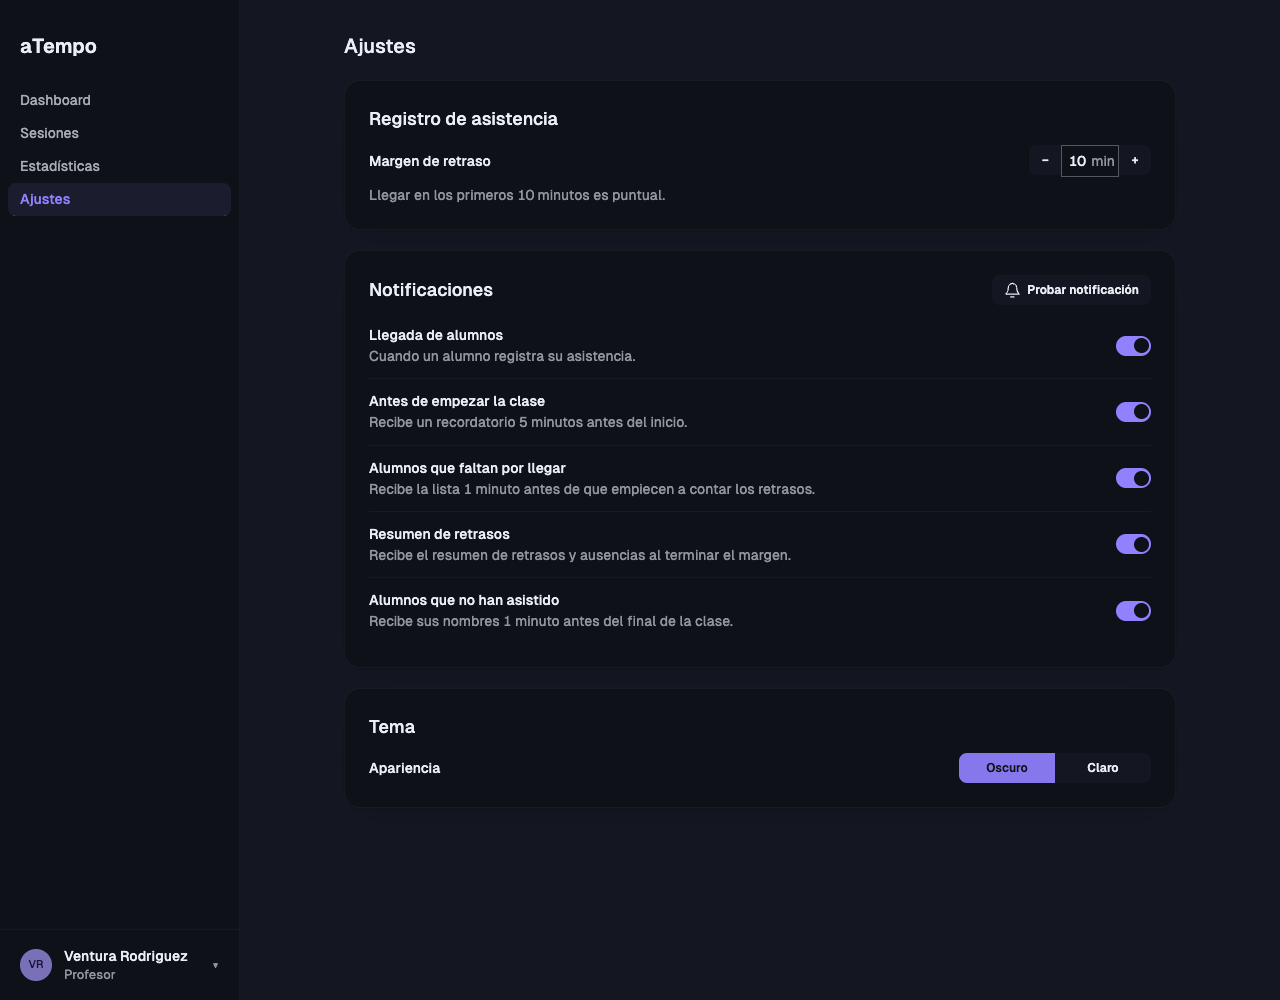 aTempo
Dashboard
Sesiones
Estadísticas
Ajustes
Ventura Rodriguez
VR
Profesor
Ajustes
Registro de asistencia
Margen de retraso
− 10 min +
Llegar en los primeros 10 minutos es puntual.
Notificaciones
Probar notificación
Llegada de alumnos
Cuando un alumno registra su asistencia.
Antes de empezar la clase
Recibe un recordatorio 5 minutos antes del inicio.
Alumnos que faltan por llegar
Recibe la lista 1 minuto antes de que empiecen a contar los retrasos.
Resumen de retrasos
Recibe el resumen de retrasos y ausencias al terminar el margen.
Alumnos que no han asistido
Recibe sus nombres 1 minuto antes del final de la clase.
Tema
Apariencia
Oscuro
Claro